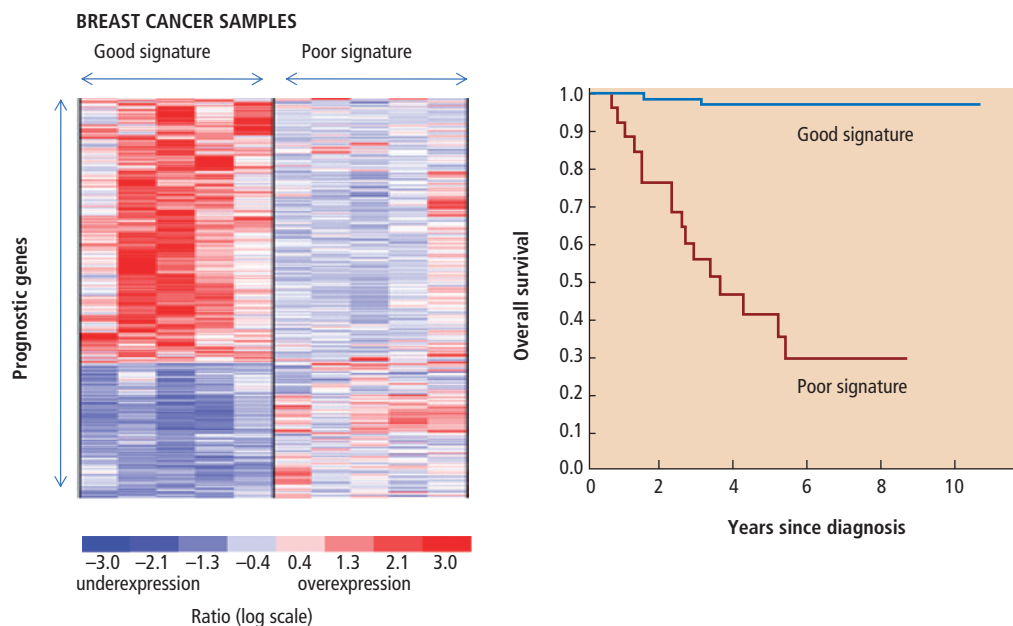 BREAST CANCER SAMPLES
Good signature
Poor signature
Prognostic genes
–3.0 –2.1 –1.3 –0.4 0.4 1.3 2.1 3.0
underexpression overexpression
Ratio (log scale)
Overall survival
1.0
0.9
0.8
0.7
0.6
0.5
0.4
0.3
0.2
0.1
0.0
Good signature
Poor signature
0 2 4 6 8 10
Years since diagnosis